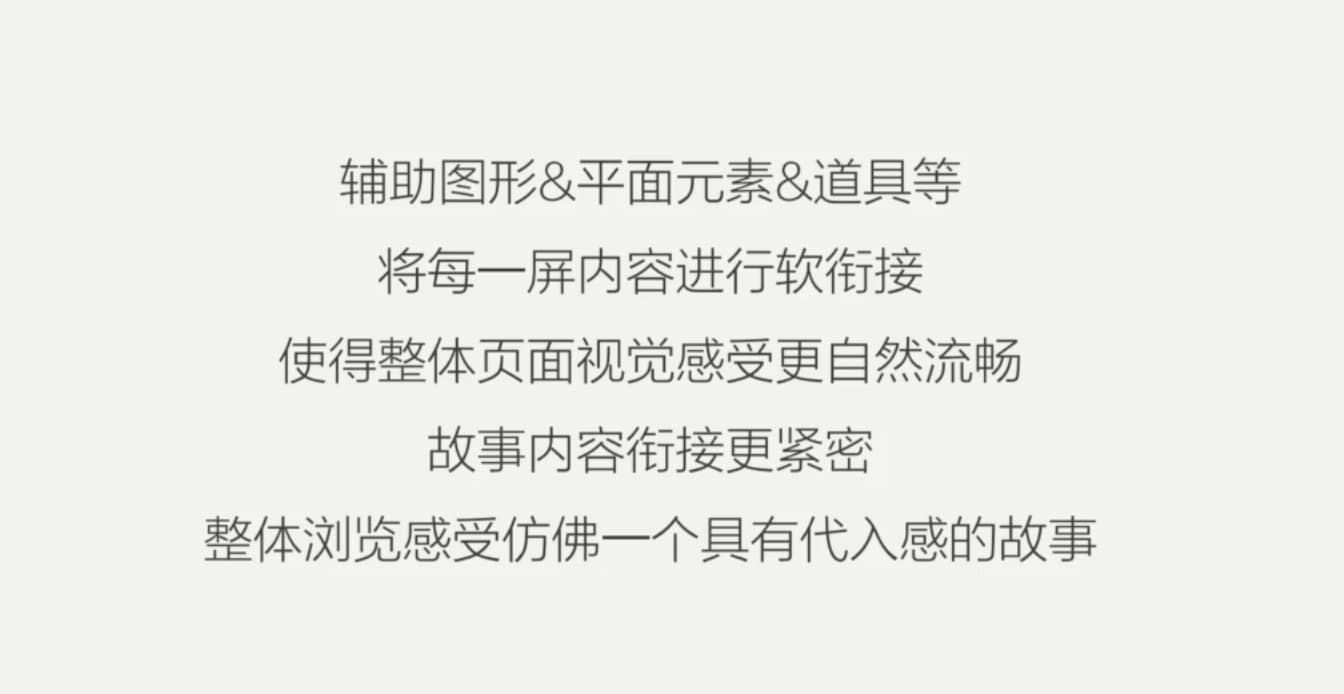 辅助图形&平面元素&道具等
将每一屏内容进行软衔接
使得整体页面视觉感受更自然流畅
故事内容衔接更紧密
整体浏览感受仿佛一个具有代入感的故事